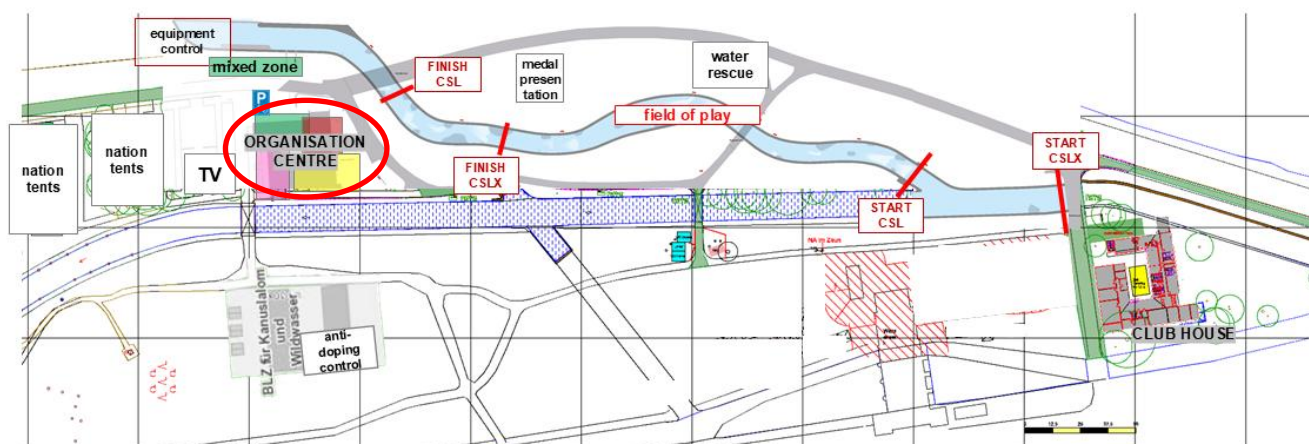 equipment
control
mixed zone
P
FINISH
CSL
medal
presen
tation
water
rescue
field of play
nation
tents
nation
tents
TV
ORGANISATION
CENTRE
FINISH
CSLX
START
CSL
START
CSLX
BLZ für Kanuslalom
und
Wildwasser
anti-
doping
control
CLUB HOUSE